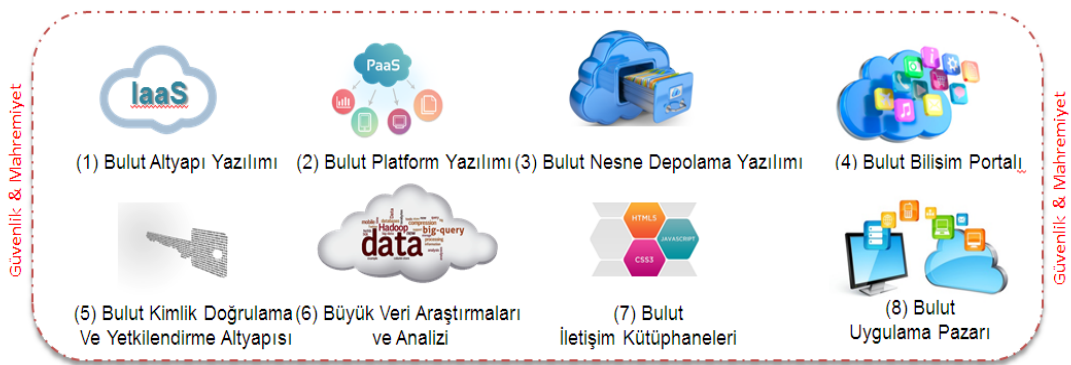 Güvenlik & Mahremiyet
IaaS
PaaS
(1) Bulut Altyapı Yazılımı
(2) Bulut Platform Yazılımı
(3) Bulut Nesne Depolama Yazılımı
(4) Bulut Bilisim Portalı
Hadoop
compression
big-query
data
processing
HTML5
JAVASCRIPT
CSS3
(5) Bulut Kimlik Doğrulama
Ve Yetkilendirme Altyapısı
(6) Büyük Veri Araştırmaları
ve Analizi
(7) Bulut
İletişim Kütüphaneleri
(8) Bulut
Uygulama Pazarı
Güvenlik & Mahremiyet